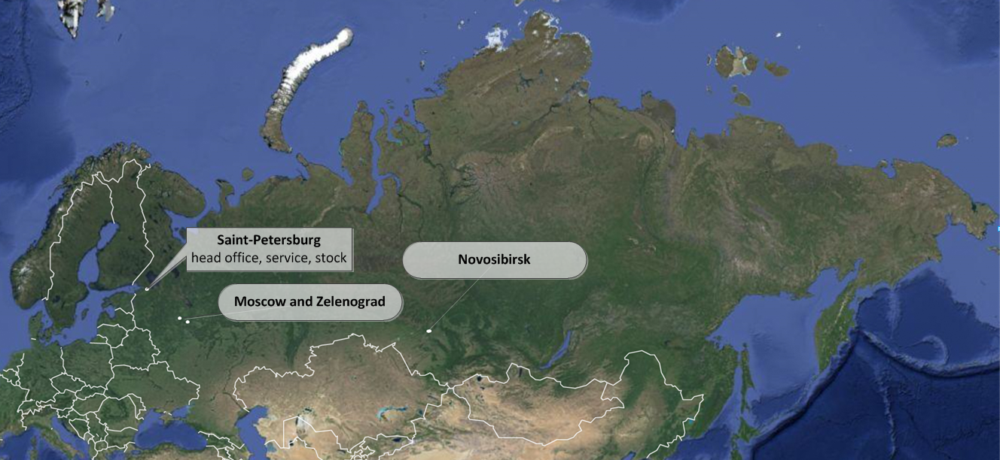 Saint-Petersburg
head office, service, stock
Novosibirsk
Moscow and Zelenograd